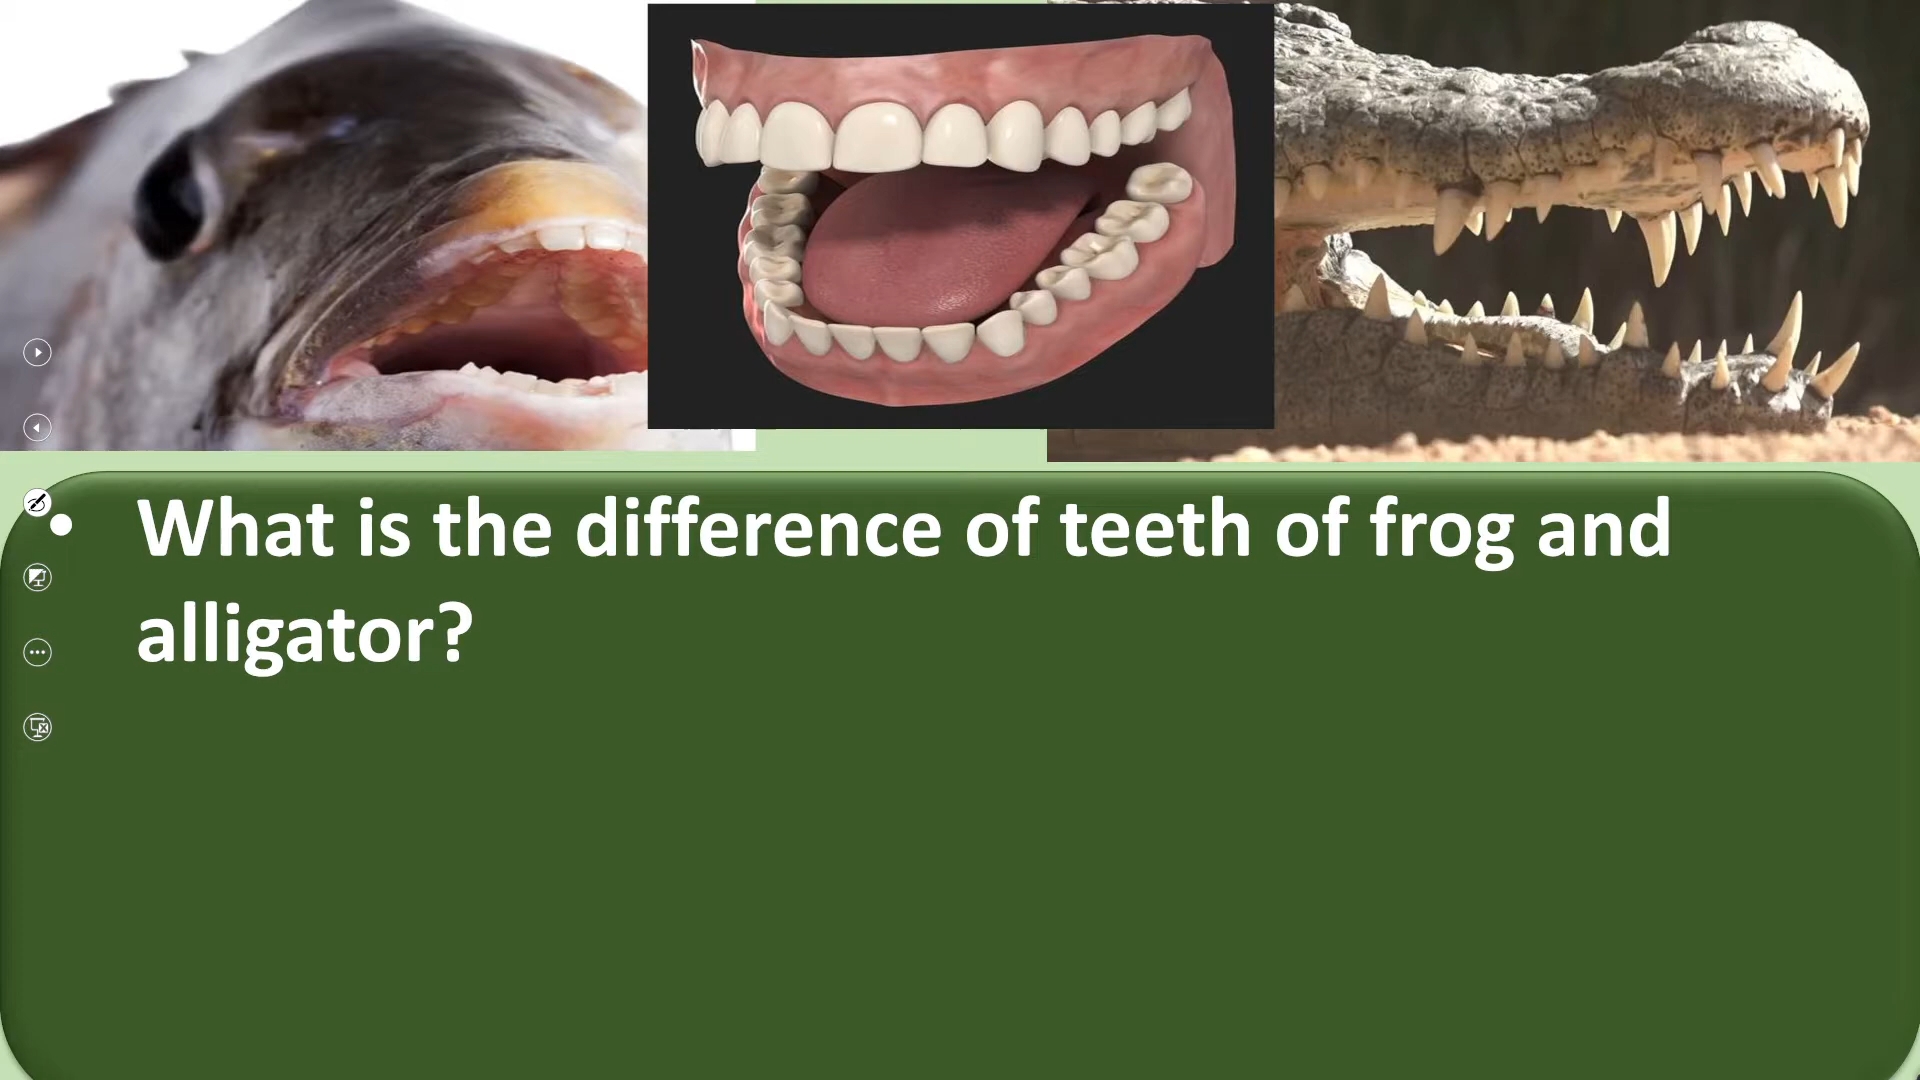 What is the difference of teeth of frog and
alligator?